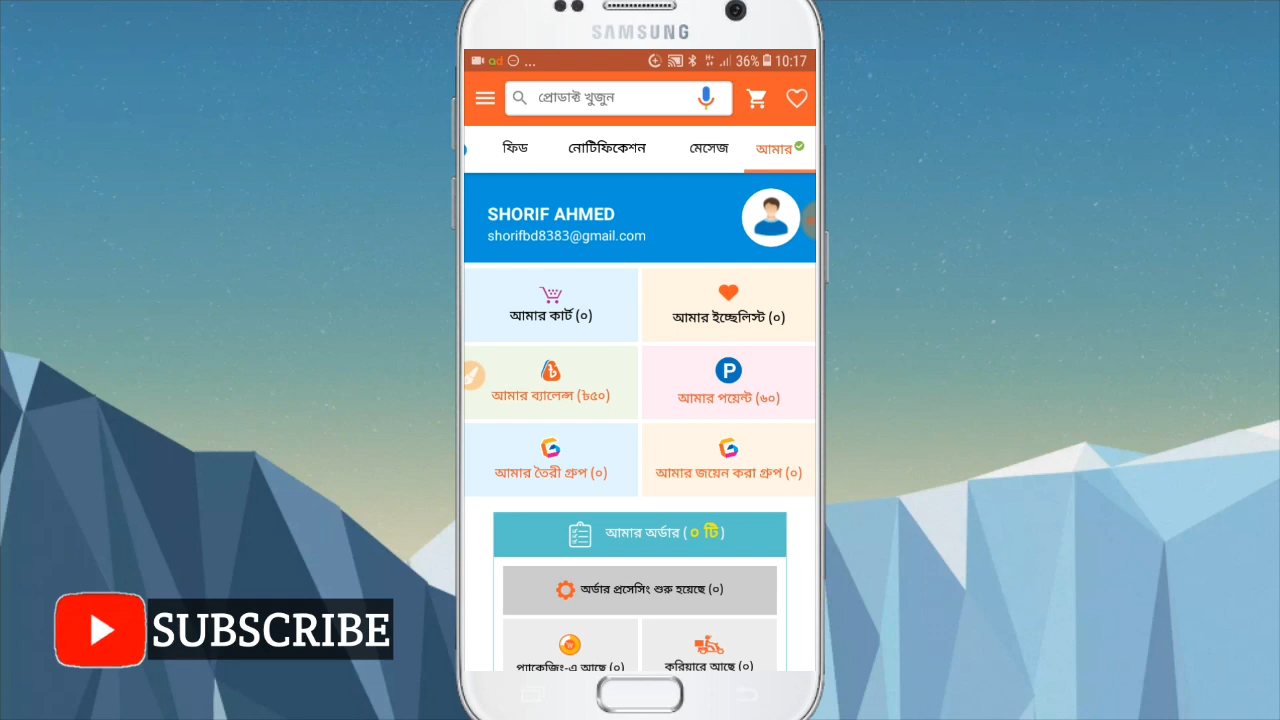 SAMSUNG
ad ... 36% 10:17
প্রোডাক্ট খুজুন
ফিড নোটিফিকেশন মেসেজ আমার
SHORIF AHMED
shorifbd8383@gmail.com
আমার কার্ট (০) আমার ইচ্ছেলিস্ট (০)
৳ P
আমার ব্যালেন্স (৳৫০) আমার পয়েন্ট (৬০)
আমার তৈরী গ্রুপ (০) আমার জয়েন করা গ্রুপ (০)
আমার অর্ডার ( ০ টি )
অর্ডার প্রসেসিং শুরু হয়েছে (০)
প্যাকেজিং-এ আছে (০) কুরিয়ারে আছে (০)
SUBSCRIBE